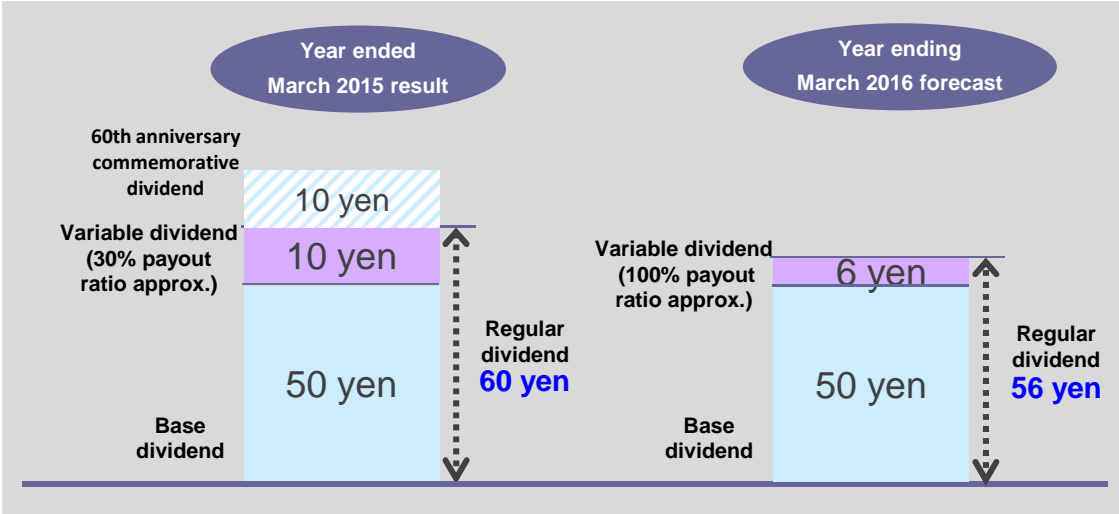 Year ended
March 2015 result
60th anniversary
commemorative
dividend
10 yen
Variable dividend
(30% payout
ratio approx.)
10 yen
Regular
dividend
60 yen
50 yen
Base
dividend
Year ending
March 2016 forecast
Variable dividend
(100% payout
ratio approx.)
6 yen
Regular
dividend
56 yen
50 yen
Base
dividend